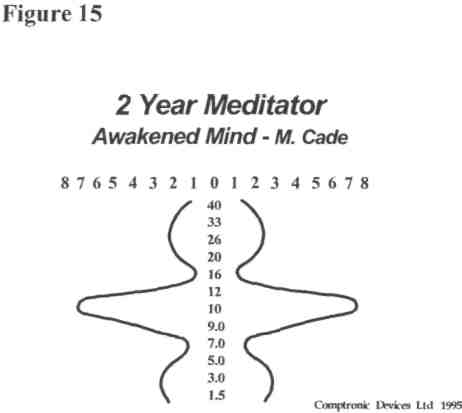 Figure 15
2 Year Meditator
Awakened Mind - M. Cade
8 7 6 5 4 3 2 1 0 1 2 3 4 5 6 7 8
40
33
26
20
16
12
10
9.0
7.0
5.0
3.0
1.5
Comptronic Devices Ltd 1995